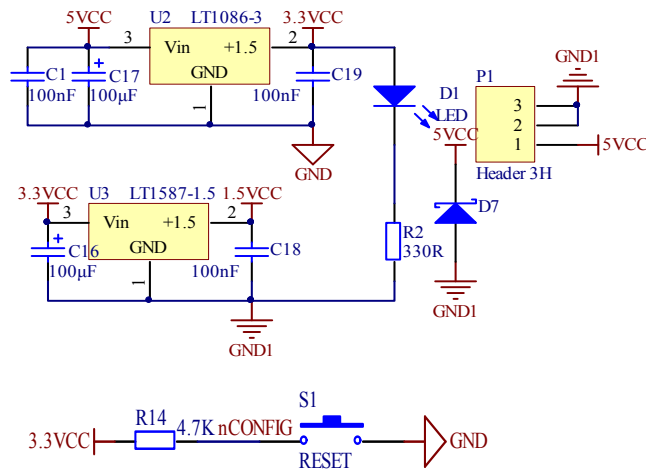 5VCC
U2 LT1086-3
3.3VCC
3
Vin +1.5
2
GND
1
C1
100nF
C17
100μF
C19
100nF
D1
LED
GND
GND1
P1
3
2
1
5VCC
Header 3H
5VCC
D7
GND1
3.3VCC
U3 LT1587-1.5
1.5VCC
3
Vin +1.5
2
GND
1
C16
100μF
C18
100nF
R2
330R
GND1
S1
R14
4.7K nCONFIG
3.3VCC
GND
RESET